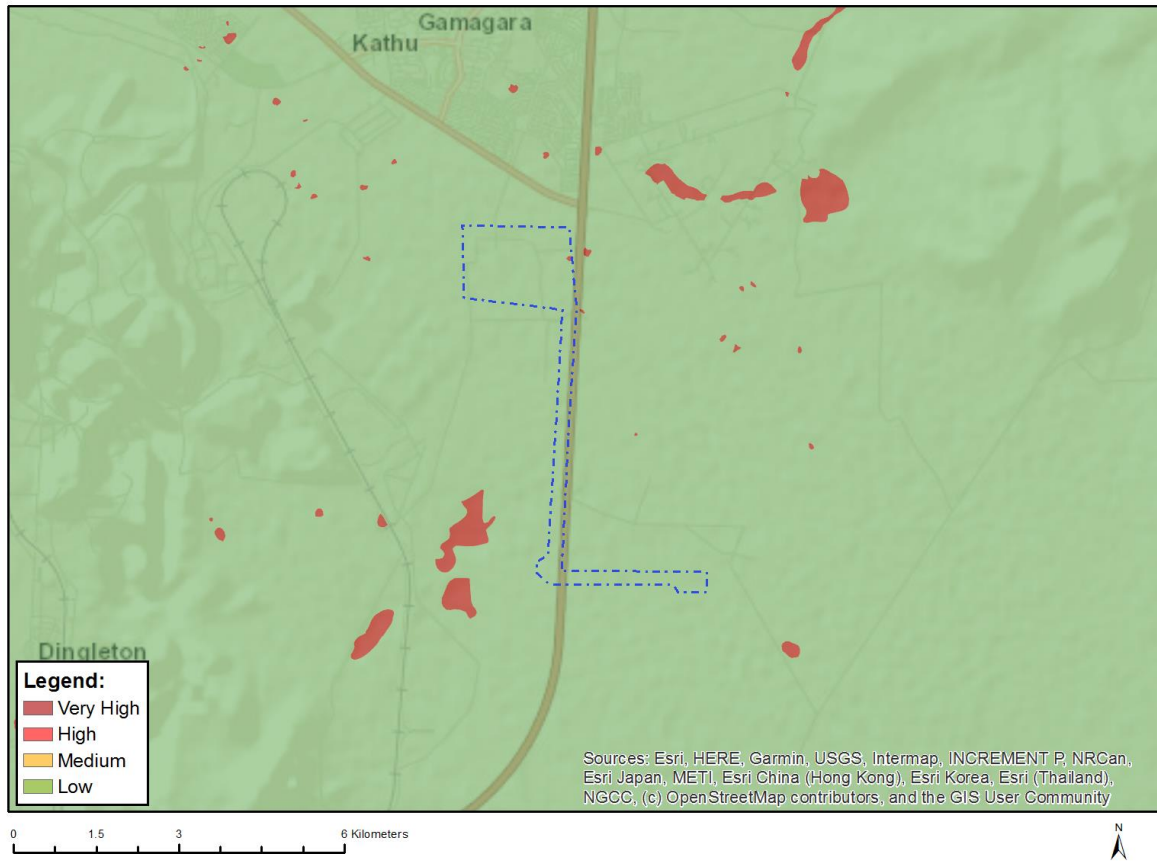 Gamagara
Kathu
Dingleton
Legend:
Very High
High
Medium
Low
Sources: Esri, HERE, Garmin, USGS, Intermap, INCREMENT P, NRCan,
Esri Japan, METI, Esri China (Hong Kong), Esri Korea, Esri (Thailand),
NGCC, (c) OpenStreetMap contributors, and the GIS User Community
0 1.5 3 6 Kilometers
N